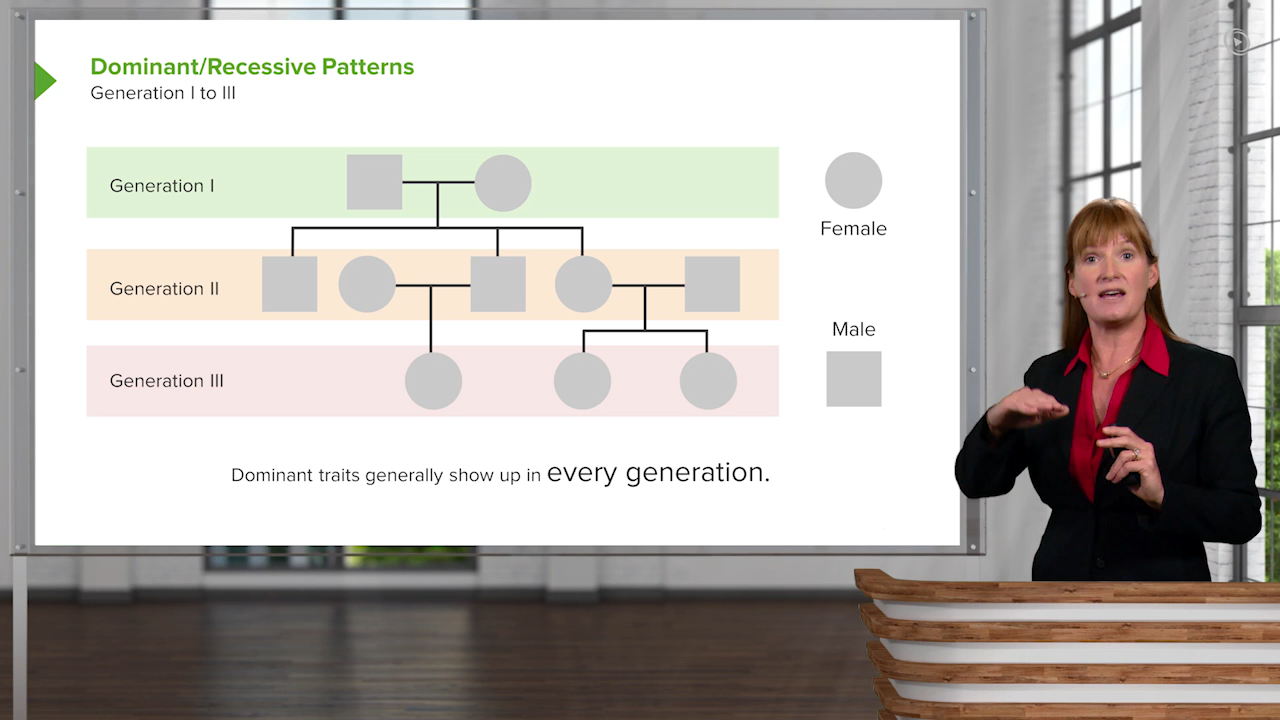 Dominant/Recessive Patterns
Generation I to III
Generation I
Female
Generation II
Male
Generation III
Dominant traits generally show up in every generation.